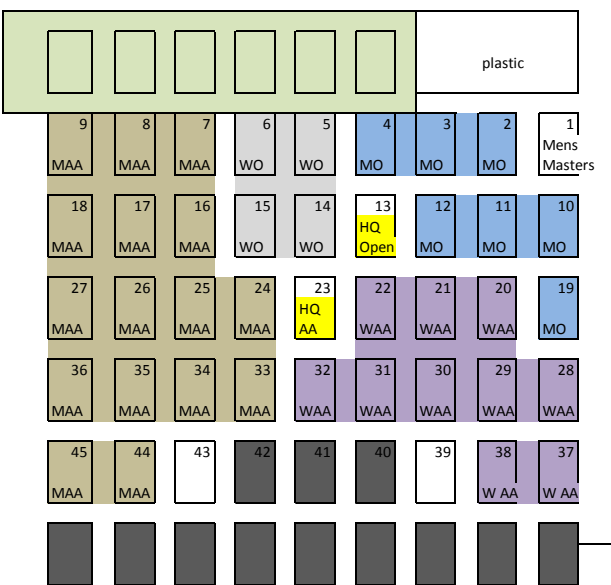 plastic
9 8 7 6 5 4 3 2 1
Mens
MAA MAA MAA WO WO MO MO MO Masters
18 17 16 15 14 13 12 11 10
HQ
MAA MAA MAA WO WO Open MO MO MO
27 26 25 24 23 22 21 20 19
HQ
MAA MAA MAA MAA AA WAA WAA WAA MO
36 35 34 33 32 31 30 29 28
MAA MAA MAA MAA WAA WAA WAA WAA WAA
45 44 43 42 41 40 39 38 37
MAA MAA W AA W AA